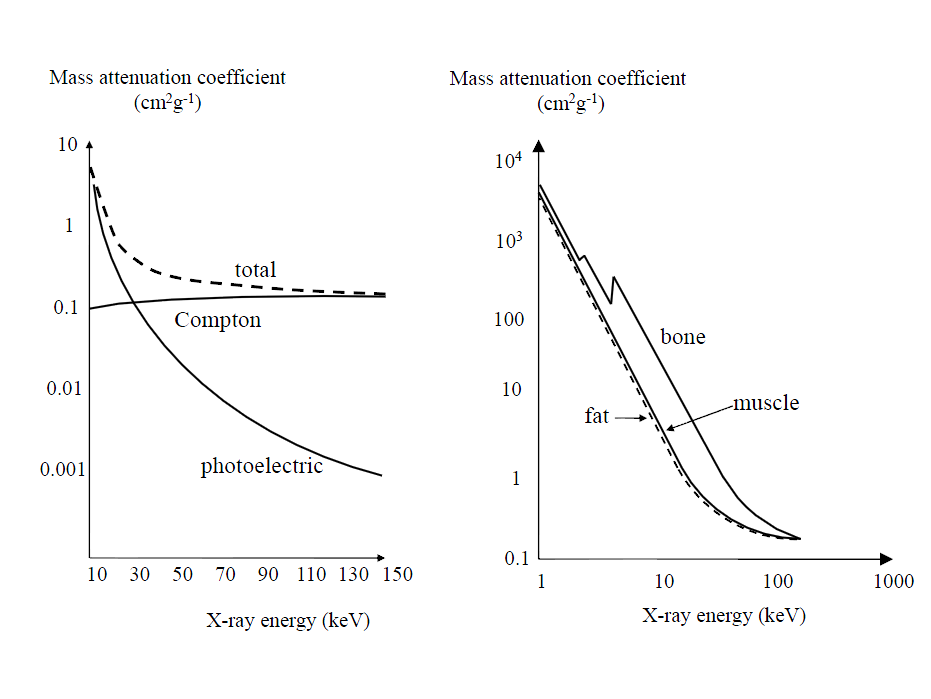 Mass attenuation coefficient
(cm²g⁻¹)
10
1
0.1
0.01
0.001
total
Compton
photoelectric
10 30 50 70 90 110 130 150
X-ray energy (keV)
Mass attenuation coefficient
(cm²g⁻¹)
10⁴
10³
100
10
1
0.1
bone
muscle
fat
1 10 100 1000
X-ray energy (keV)